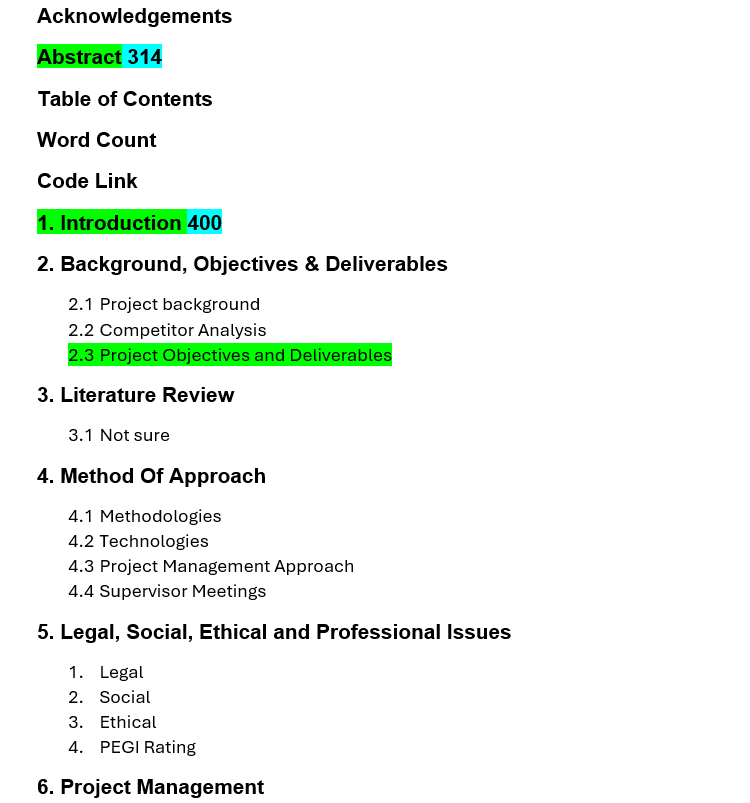 Acknowledgements
Abstract 314
Table of Contents
Word Count
Code Link
1. Introduction 400
2. Background, Objectives & Deliverables
2.1 Project background
2.2 Competitor Analysis
2.3 Project Objectives and Deliverables
3. Literature Review
3.1 Not sure
4. Method Of Approach
4.1 Methodologies
4.2 Technologies
4.3 Project Management Approach
4.4 Supervisor Meetings
5. Legal, Social, Ethical and Professional Issues
1. Legal
2. Social
3. Ethical
4. PEGI Rating
6. Project Management